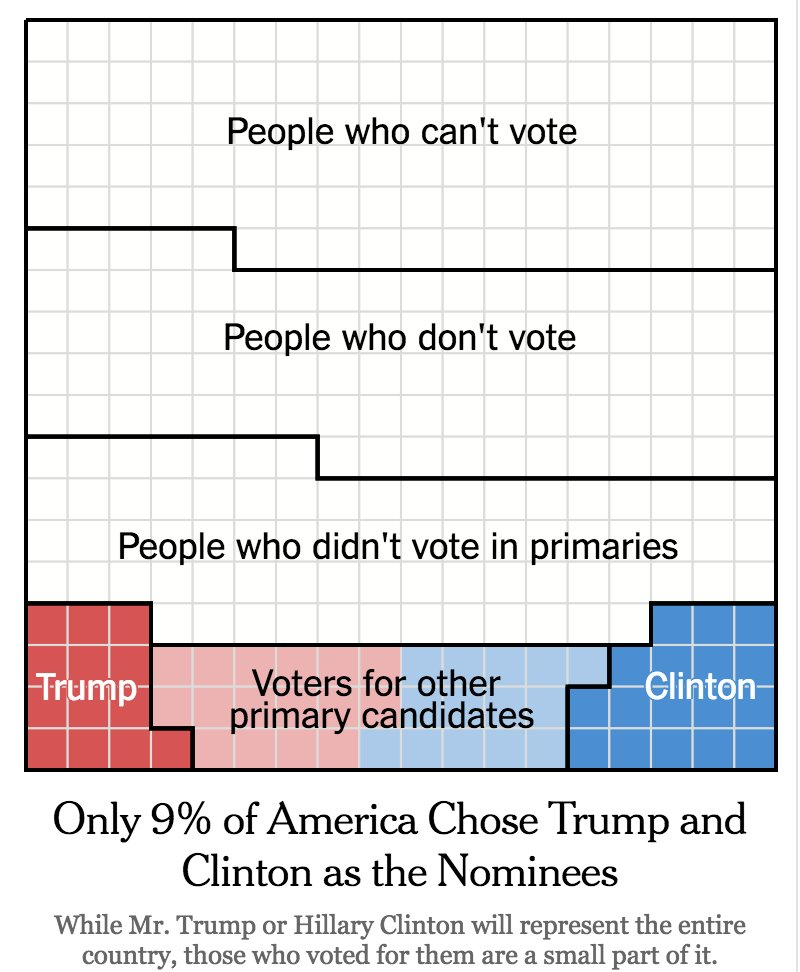 People who can't vote
People who don't vote
People who didn't vote in primaries
Trump
Voters for other
primary candidates
Clinton
Only 9% of America Chose Trump and
Clinton as the Nominees
While Mr. Trump or Hillary Clinton will represent the entire
country, those who voted for them are a small part of it.